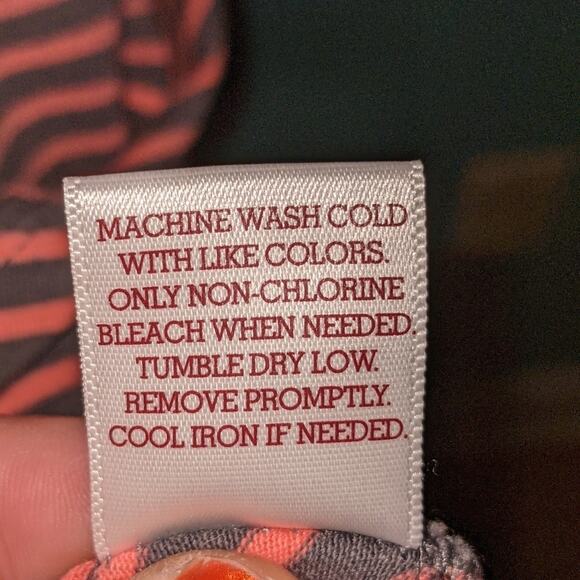 MACHINE WASH COLD
WITH LIKE COLORS.
ONLY NON-CHLORINE
BLEACH WHEN NEEDED.
TUMBLE DRY LOW.
REMOVE PROMPTLY.
COOL IRON IF NEEDED.